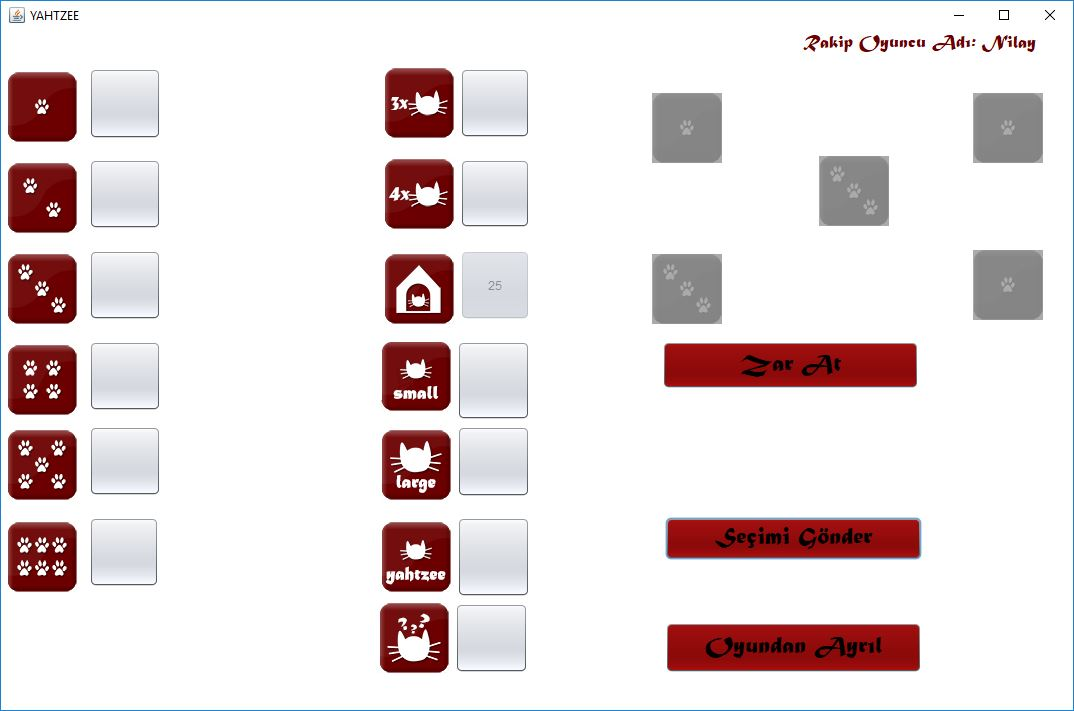 YAHTZEE
Rakip Oyuncu Adı: Nilay
3x
4x
25
small
large
yahtzee
???
Zar At
Seçimi Gönder
Oyundan Ayrıl